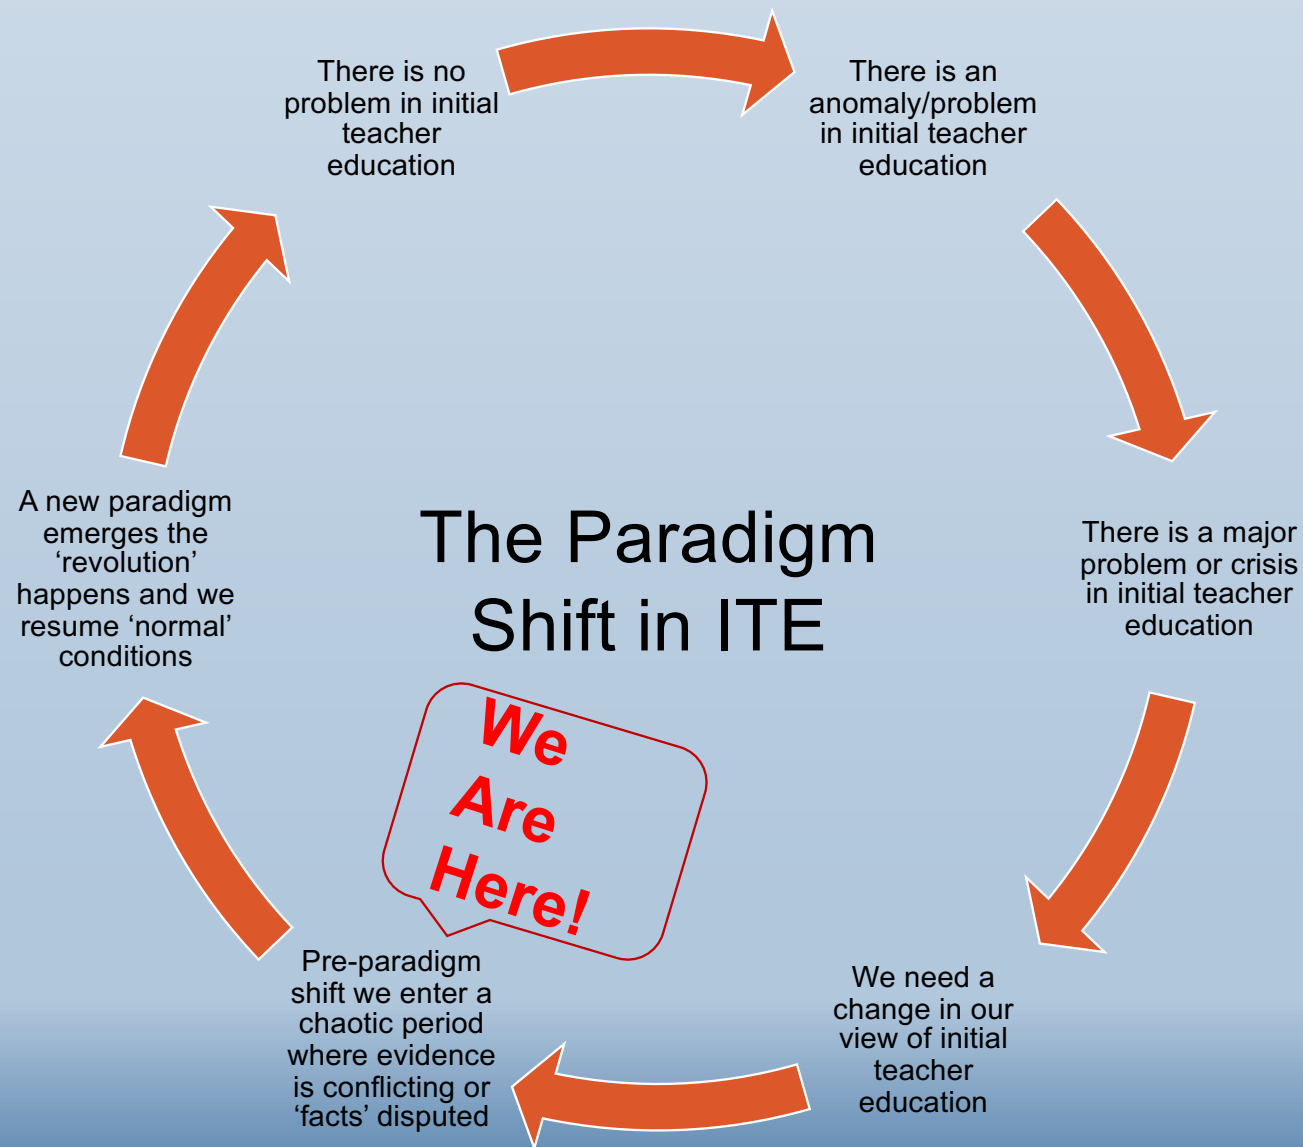 There is no
problem in initial
teacher
education
There is an
anomaly/problem
in initial teacher
education
There is a major
problem or crisis
in initial teacher
education
We need a
change in our
view of initial
teacher
education
Pre-paradigm
shift we enter a
chaotic period
where evidence
is conflicting or
‘facts’ disputed
A new paradigm
emerges the
‘revolution’
happens and we
resume ‘normal’
conditions
The Paradigm
Shift in ITE
We
Are
Here!